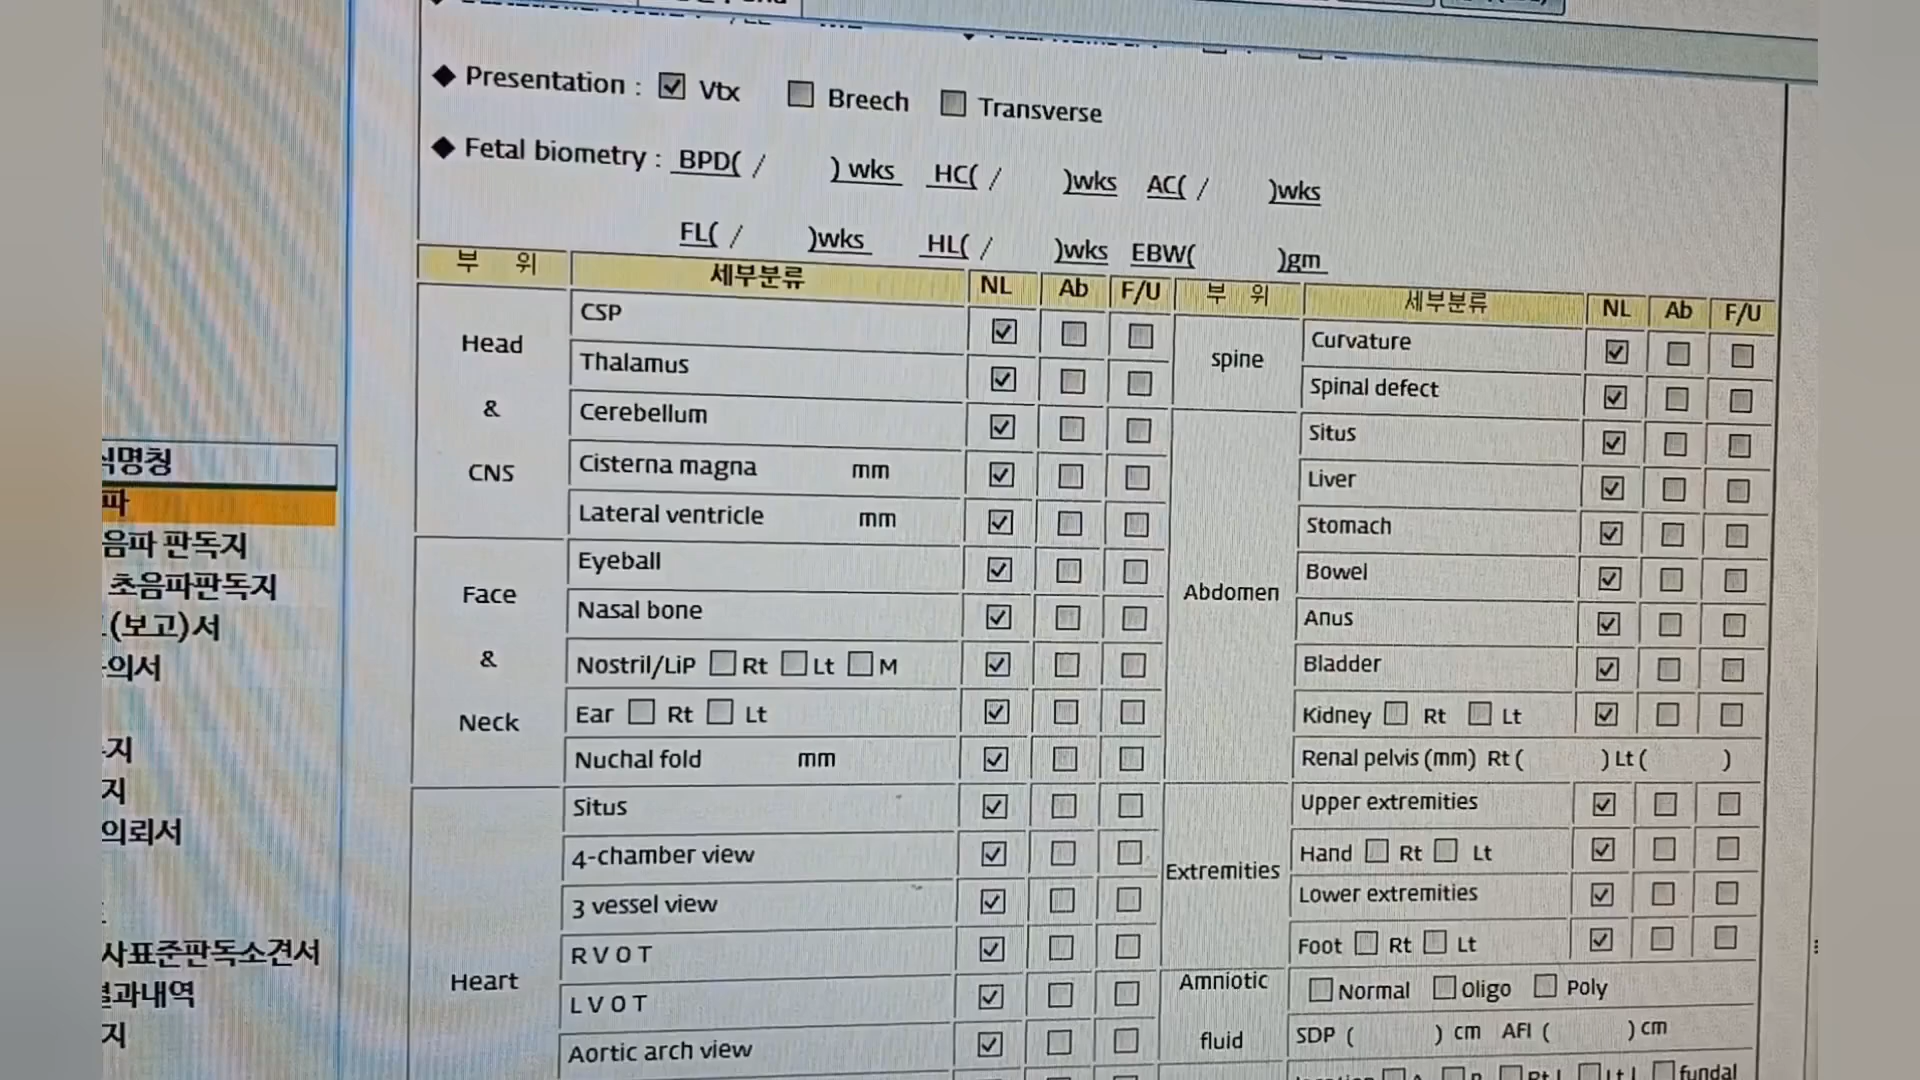 ◆ Presentation : ☑ Vtx ☐ Breech ☐ Transverse
◆ Fetal biometry : BPD( / ) wks HC( / )wks AC( / )wks
FL( / )wks HL( / )wks EBW( )gm
부 위 세부분류 NL Ab F/U 부 위 세부분류 NL Ab F/U
Head & CNS
CSP ☑ ☐ ☐
Thalamus ☑ ☐ ☐
Cerebellum ☑ ☐ ☐
Cisterna magna mm ☑ ☐ ☐
Lateral ventricle mm ☑ ☐ ☐
Face & Neck
Eyeball ☑ ☐ ☐
Nasal bone ☑ ☐ ☐
Nostril/LiP ☐ Rt ☐ Lt ☐ M ☑ ☐ ☐
Ear ☐ Rt ☐ Lt ☑ ☐ ☐
Nuchal fold mm ☑ ☐ ☐
Heart
Situs ☑ ☐ ☐
4-chamber view ☑ ☐ ☐
3 vessel view ☑ ☐ ☐
R V O T ☑ ☐ ☐
L V O T ☑ ☐ ☐
Aortic arch view ☑ ☐ ☐
spine
Curvature ☑ ☐ ☐
Spinal defect ☑ ☐ ☐
Abdomen
Situs ☑ ☐ ☐
Liver ☑ ☐ ☐
Stomach ☑ ☐ ☐
Bowel ☑ ☐ ☐
Anus ☑ ☐ ☐
Bladder ☑ ☐ ☐
Kidney ☐ Rt ☐ Lt ☑ ☐ ☐
Renal pelvis (mm) Rt ( ) Lt ( )
Extremities
Upper extremities ☑ ☐ ☐
Hand ☐ Rt ☐ Lt ☑ ☐ ☐
Lower extremities ☑ ☐ ☐
Foot ☐ Rt ☐ Lt ☑ ☐ ☐
Amniotic fluid
☐ Normal ☐ Oligo ☐ Poly
SDP ( ) cm AFI ( ) cm
fundal
식명칭
파
음파 판독지
초음파판독지
(보고)서
의서
지
지
의뢰서
사표준판독소견서
결과내역
지